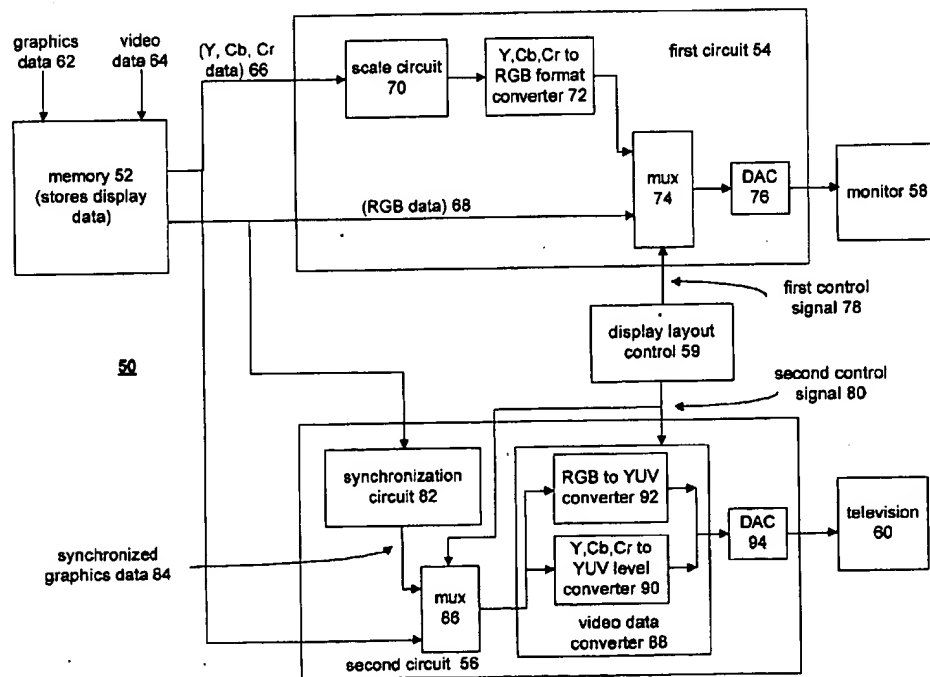 graphics
data 62
video
data 64
(Y, Cb, Cr
data) 66
memory 52
(stores display
data)
(RGB data) 68
scale circuit
70
Y,Cb,Cr to
RGB format
converter 72
first circuit 54
mux
74
DAC
76
monitor 58
first control
signal 78
display layout
control 59
second control
signal 80
50
synchronization
circuit 82
synchronized
graphics data 84
mux
86
second circuit 56
RGB to YUV
converter 92
Y,Cb,Cr to
YUV level
converter 90
video data
converter 88
DAC
94
television
60